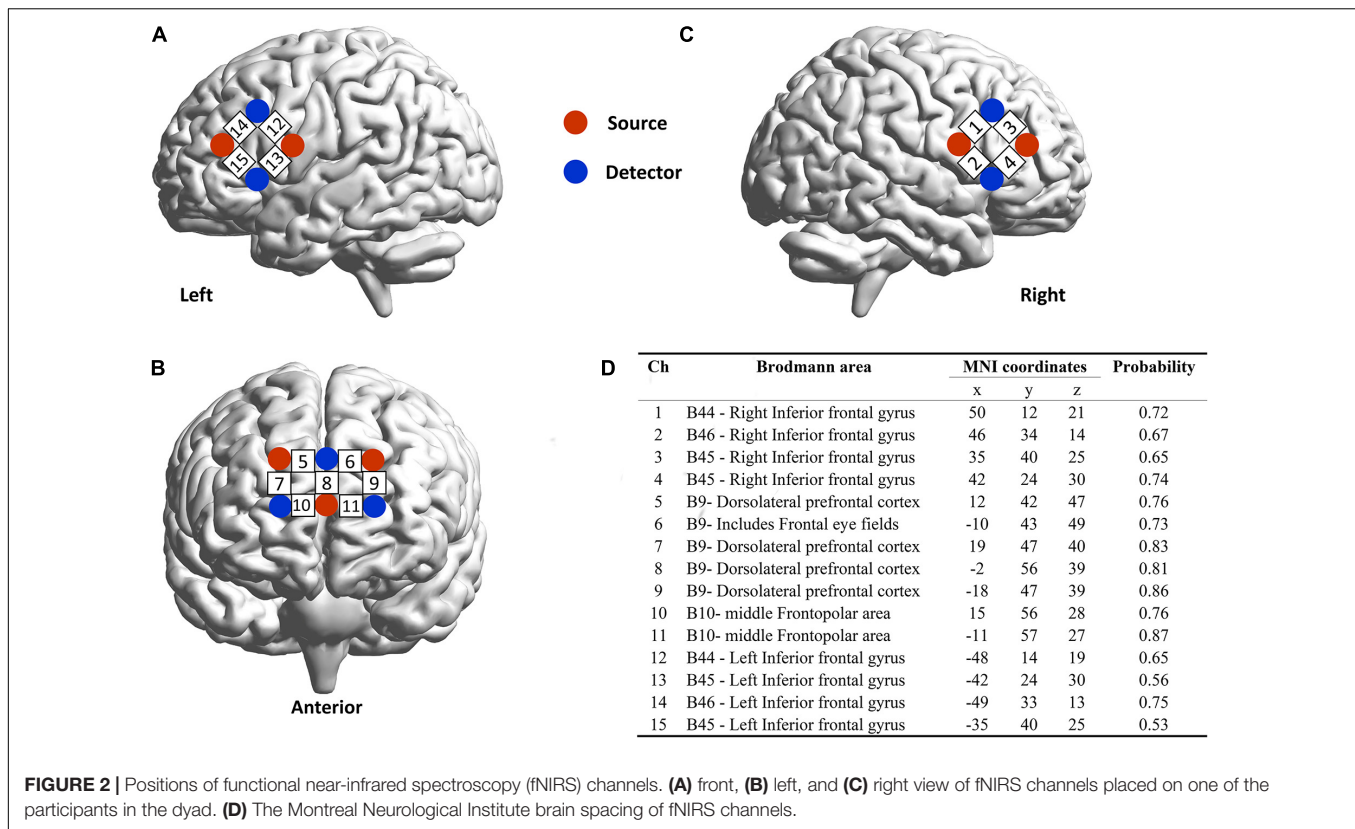 A
C
14
12
15
13
Source
Detector
1
3
2
4
Left
Right
B
5
6
7
8
9
10
11
Anterior
D
Ch Brodmann area MNI coordinates Probability
x y z
1 B44 - Right Inferior frontal gyrus 50 12 21 0.72
2 B46 - Right Inferior frontal gyrus 46 34 14 0.67
3 B45 - Right Inferior frontal gyrus 35 40 25 0.65
4 B45 - Right Inferior frontal gyrus 42 24 30 0.74
5 B9- Dorsolateral prefrontal cortex 12 42 47 0.76
6 B9- Includes Frontal eye fields -10 43 49 0.73
7 B9- Dorsolateral prefrontal cortex 19 47 40 0.83
8 B9- Dorsolateral prefrontal cortex -2 56 39 0.81
9 B9- Dorsolateral prefrontal cortex -18 47 39 0.86
10 B10- middle Frontopolar area 15 56 28 0.76
11 B10- middle Frontopolar area -11 57 27 0.87
12 B44 - Left Inferior frontal gyrus -48 14 19 0.65
13 B45 - Left Inferior frontal gyrus -42 24 30 0.56
14 B46 - Left Inferior frontal gyrus -49 33 13 0.75
15 B45 - Left Inferior frontal gyrus -35 40 25 0.53
FIGURE 2 | Positions of functional near-infrared spectroscopy (fNIRS) channels. (A) front, (B) left, and (C) right view of fNIRS channels placed on one of the
participants in the dyad. (D) The Montreal Neurological Institute brain spacing of fNIRS channels.